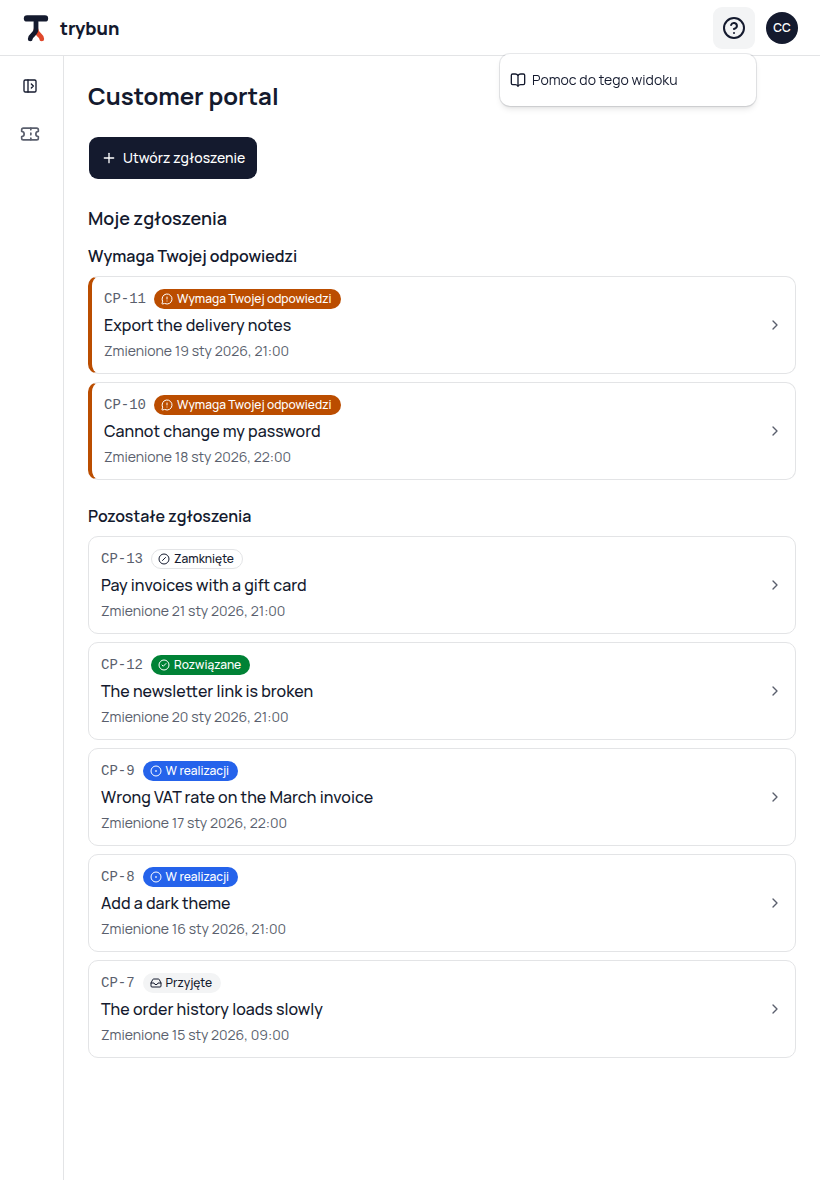 trybun
CC
Pomoc do tego widoku
Customer portal
Utwórz zgłoszenie
Moje zgłoszenia
Wymaga Twojej odpowiedzi
CP-11 Wymaga Twojej odpowiedzi
Export the delivery notes
Zmienione 19 sty 2026, 21:00
CP-10 Wymaga Twojej odpowiedzi
Cannot change my password
Zmienione 18 sty 2026, 22:00
Pozostałe zgłoszenia
CP-13 Zamknięte
Pay invoices with a gift card
Zmienione 21 sty 2026, 21:00
CP-12 Rozwiązane
The newsletter link is broken
Zmienione 20 sty 2026, 21:00
CP-9 W realizacji
Wrong VAT rate on the March invoice
Zmienione 17 sty 2026, 22:00
CP-8 W realizacji
Add a dark theme
Zmienione 16 sty 2026, 21:00
CP-7 Przyjęte
The order history loads slowly
Zmienione 15 sty 2026, 09:00